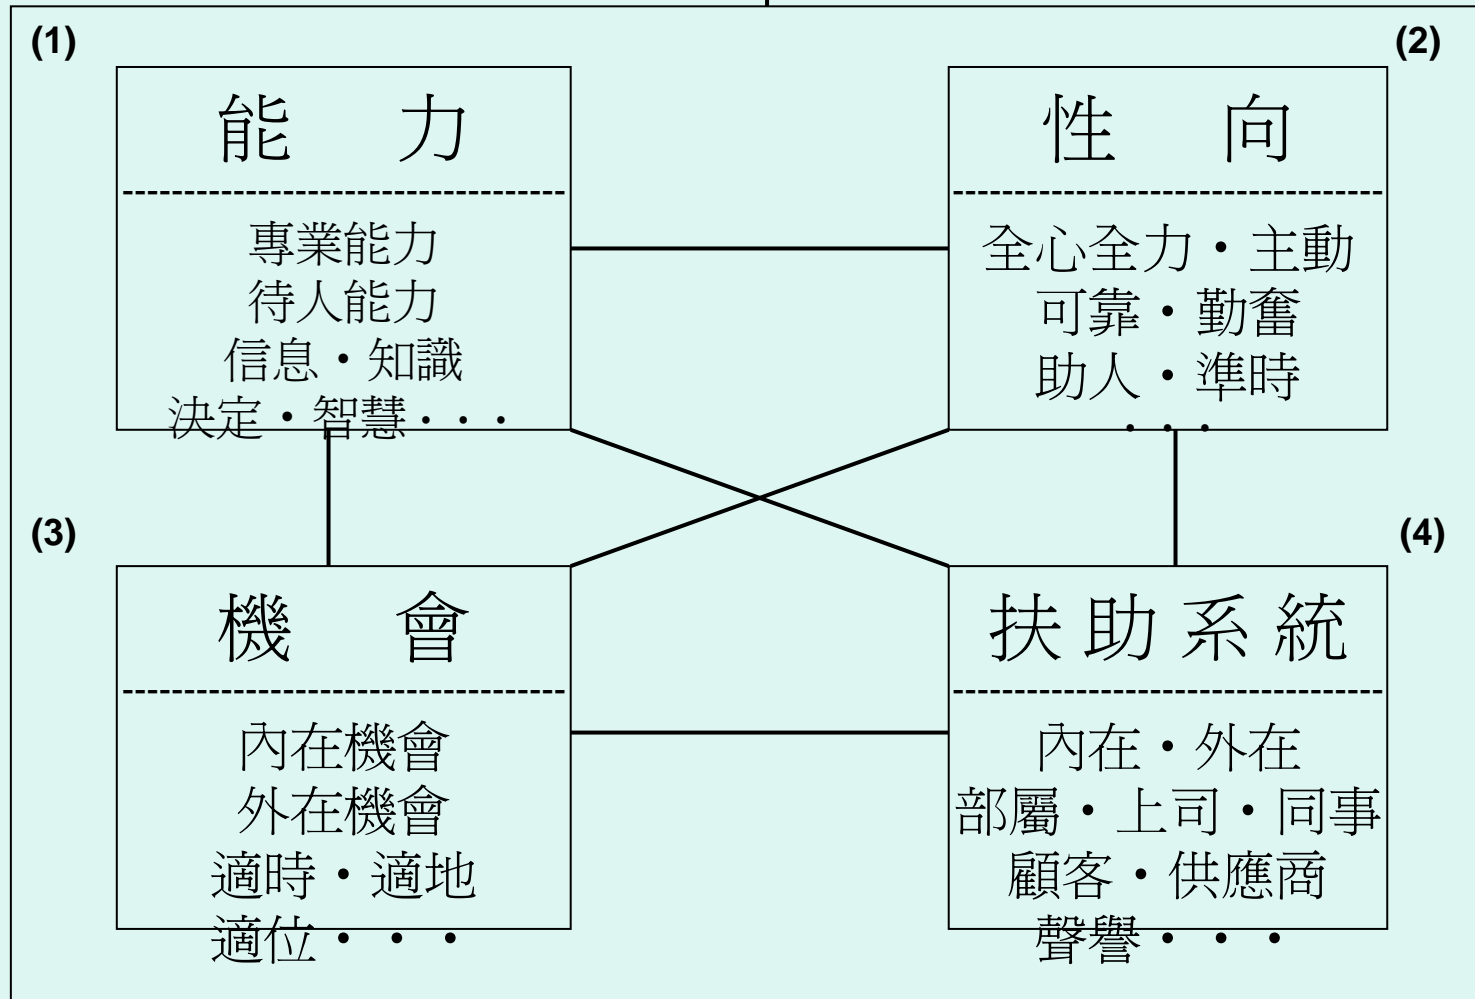 (1)
能 力
專業能力
待人能力
信息・知識
決定・智慧・・・
(2)
性 向
全心全力・主動
可靠・勤奮
助人・準時
・・・
(3)
機 會
內在機會
外在機會
適時・適地
適位・・・
(4)
扶助系統
內在・外在
部屬・上司・同事
顧客・供應商
聲譽・・・